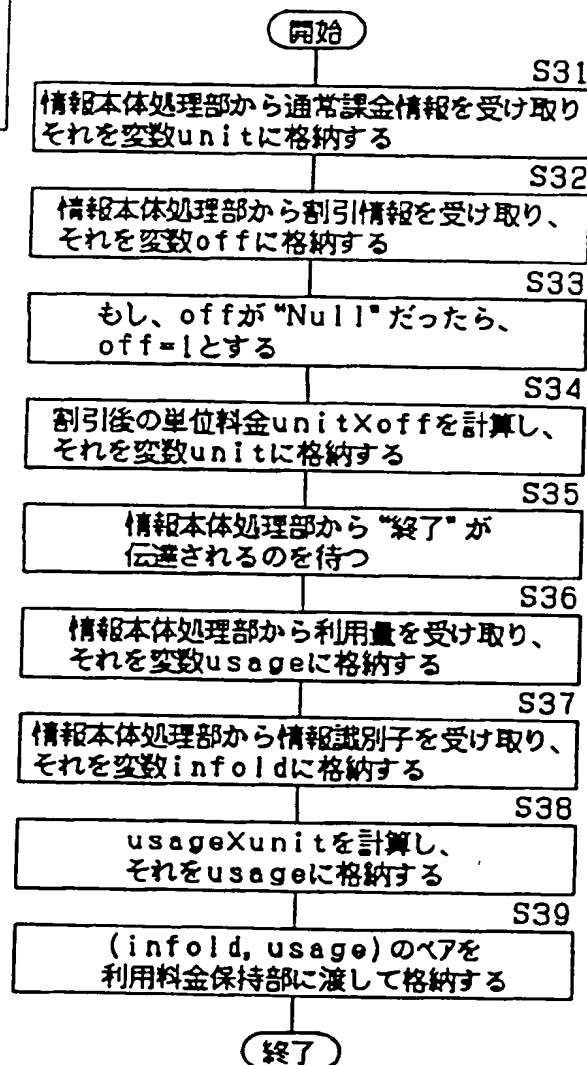 開始
S31
情報本体処理部から通常課金情報を受け取り
それを変数unitに格納する
S32
情報本体処理部から割引情報を受け取り、
それを変数offに格納する
S33
もし、offが“Null”だったら、
off=1とする
S34
割引後の単位料金unit×offを計算し、
それを変数unitに格納する
S35
情報本体処理部から“終了”が
伝達されるのを待つ
S36
情報本体処理部から利用量を受け取り、
それを変数usageに格納する
S37
情報本体処理部から情報識別子を受け取り、
それを変数infoIdに格納する
S38
usage×unitを計算し、
それをusageに格納する
S39
(infoId, usage)のペアを
利用料金保持部に渡して格納する
終了